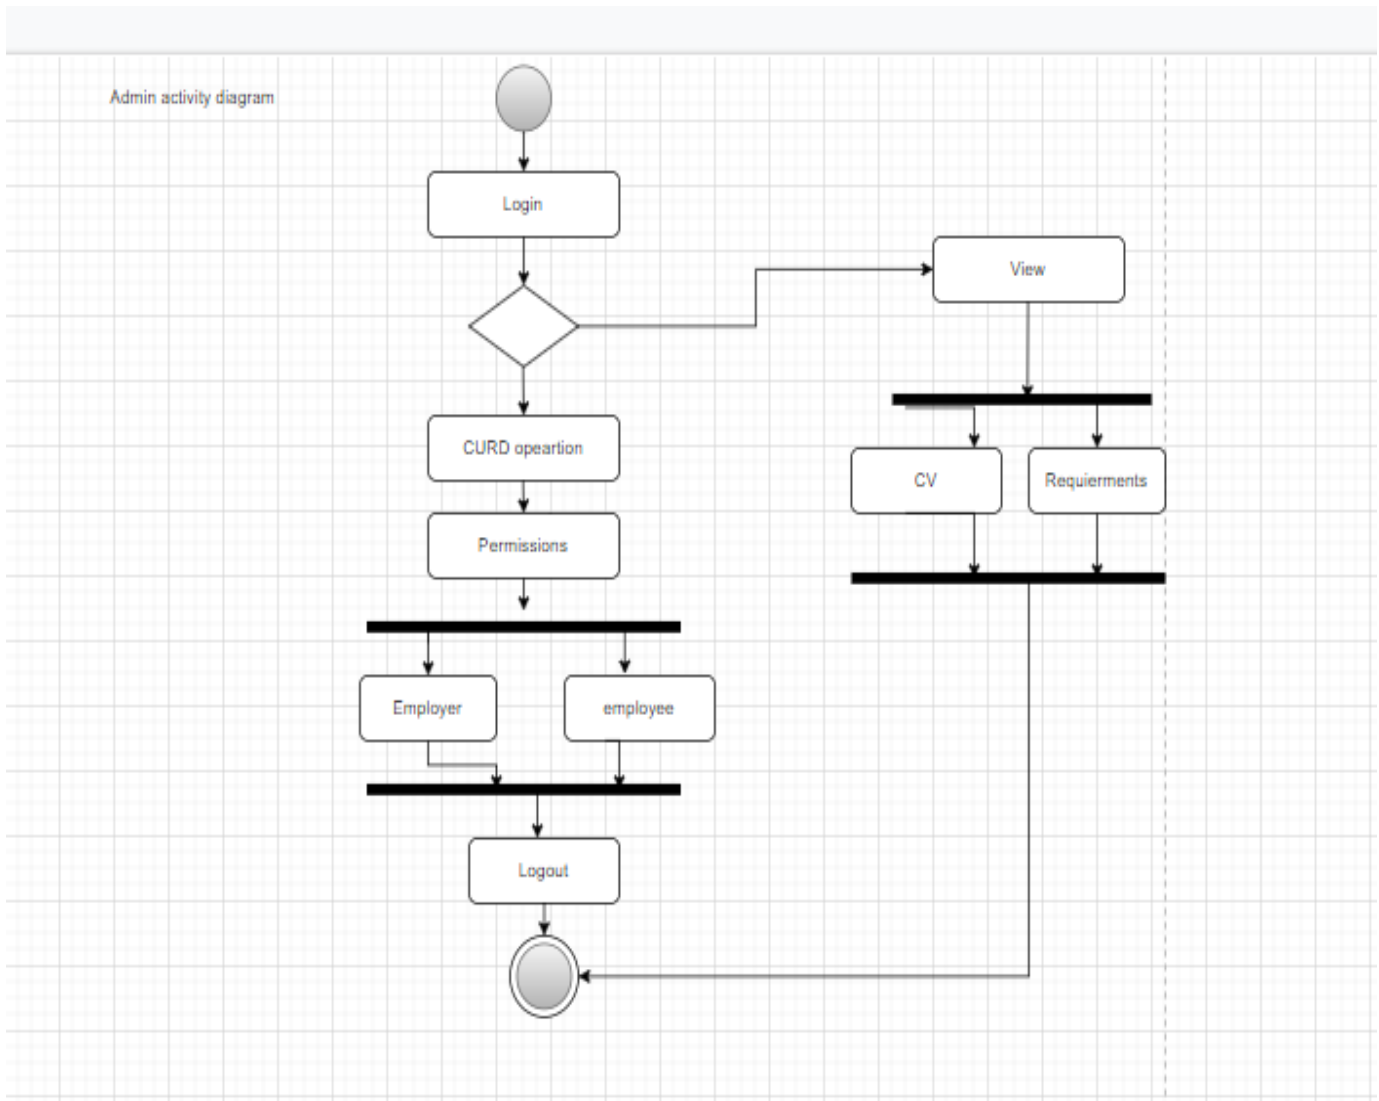 Admin activity diagram
Login
View
CURD opeartion
CV
Requierments
Permissions
Employer
employee
Logout